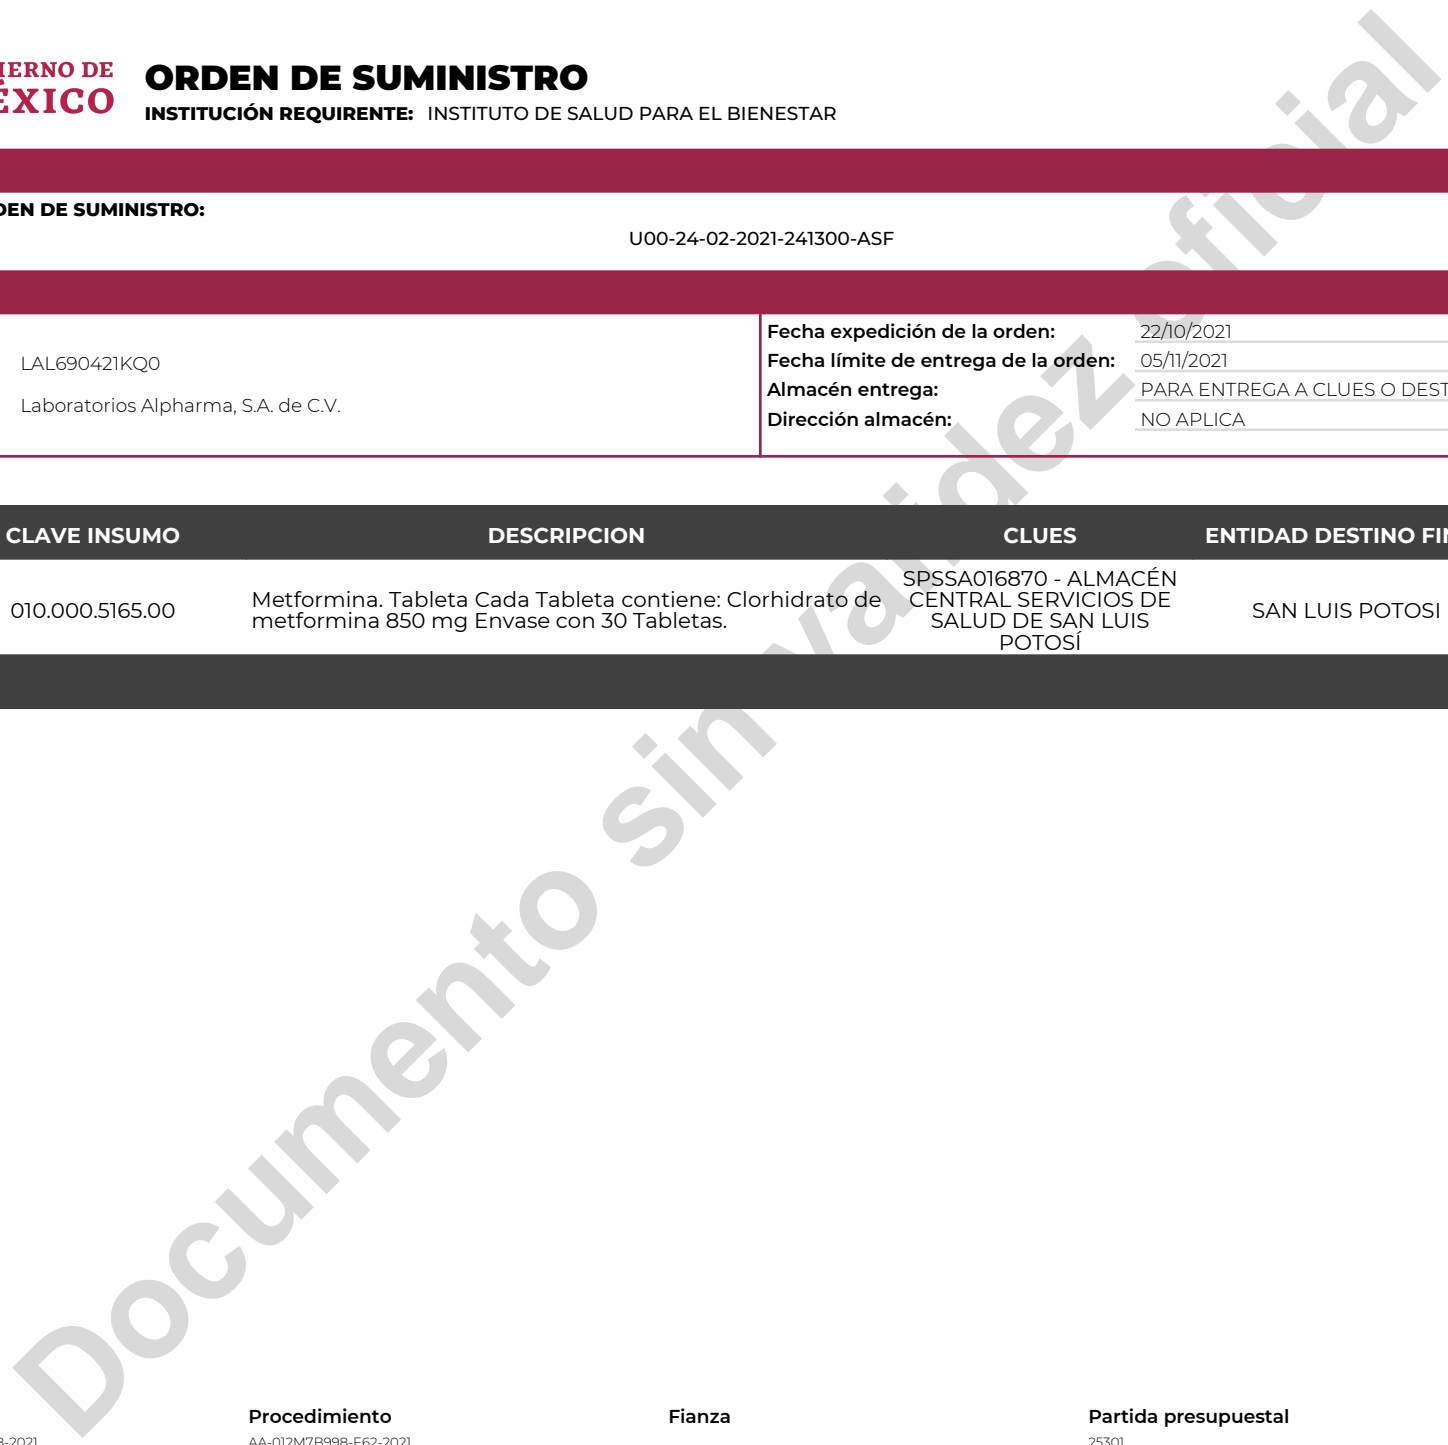 IERNO DE
ÉXICO
ORDEN DE SUMINISTRO
INSTITUCIÓN REQUIRENTE: INSTITUTO DE SALUD PARA EL BIENESTAR
DEN DE SUMINISTRO:
U00-24-02-2021-241300-ASF
LAL690421KQ0
Laboratorios Alpharma, S.A. de C.V.
Fecha expedición de la orden: 22/10/2021
Fecha límite de entrega de la orden: 05/11/2021
Almacén entrega: PARA ENTREGA A CLUES O DEST
Dirección almacén: NO APLICA
CLAVE INSUMO DESCRIPCION CLUES ENTIDAD DESTINO FIN
010.000.5165.00
Metformina. Tableta Cada Tableta contiene: Clorhidrato de
metformina 850 mg Envase con 30 Tabletas.
SPSSA016870 - ALMACÉN
CENTRAL SERVICIOS DE
SALUD DE SAN LUIS
POTOSÍ
SAN LUIS POTOSI
Documento sin validez oficial
Procedimiento Fianza Partida presupuestal
-2021 AA-012M7B998-E62-2021 25301